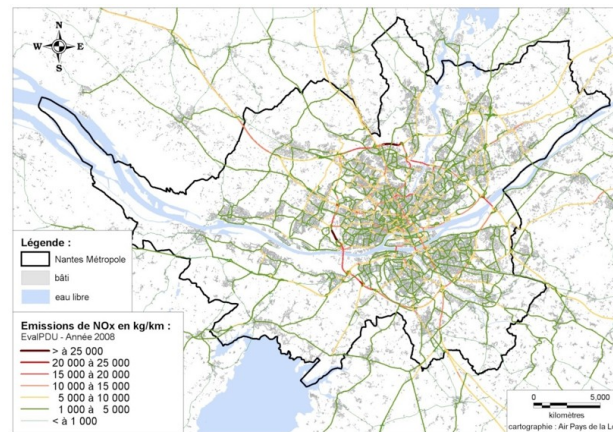 N
W E
S
Légende :
Nantes Métropole
bâti
eau libre
Emissions de NOx en kg/km :
EvalPDU - Année 2008
> à 25 000
20 000 à 25 000
15 000 à 20 000
10 000 à 15 000
5 000 à 10 000
1 000 à 5 000
< à 1 000
0 5,000
kilomètres
cartographie : Air Pays de la L